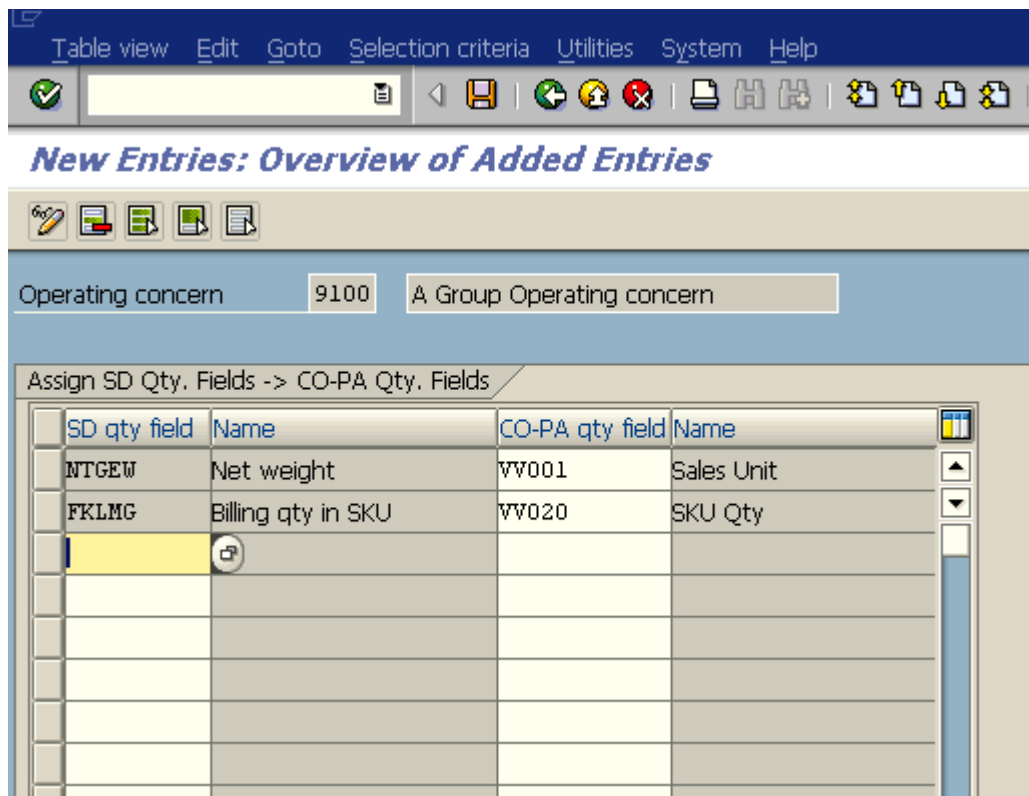 Table view Edit Goto Selection criteria Utilities System Help
New Entries: Overview of Added Entries
Operating concern 9100 A Group Operating concern
Assign SD Qty. Fields -> CO-PA Qty. Fields
SD qty field Name CO-PA qty field Name
NTGEW Net weight VV001 Sales Unit
FKLMG Billing qty in SKU VV020 SKU Qty